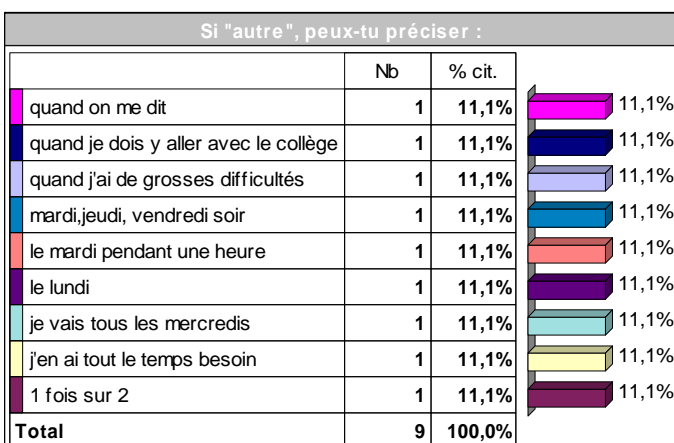 Si "autre", peux-tu préciser :
Nb % cit.
quand on me dit 1 11,1% 11,1%
quand je dois y aller avec le collège 1 11,1% 11,1%
quand j'ai de grosses difficultés 1 11,1% 11,1%
mardi,jeudi, vendredi soir 1 11,1% 11,1%
le mardi pendant une heure 1 11,1% 11,1%
le lundi 1 11,1% 11,1%
je vais tous les mercredis 1 11,1% 11,1%
j'en ai tout le temps besoin 1 11,1% 11,1%
1 fois sur 2 1 11,1% 11,1%
Total 9 100,0%